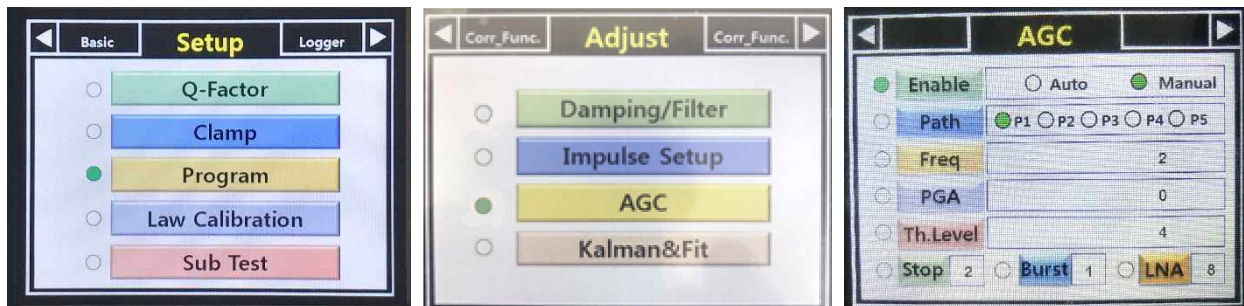 Basic Setup Logger
Q-Factor
Clamp
Program
Law Calibration
Sub Test
Corr_Func. Adjust Corr_Func.
Damping/Filter
Impulse Setup
AGC
Kalman&Fit
AGC
Enable Auto Manual
Path P1 P2 P3 P4 P5
Freq 2
PGA 0
Th.Level 4
Stop 2 Burst 1 LNA 8